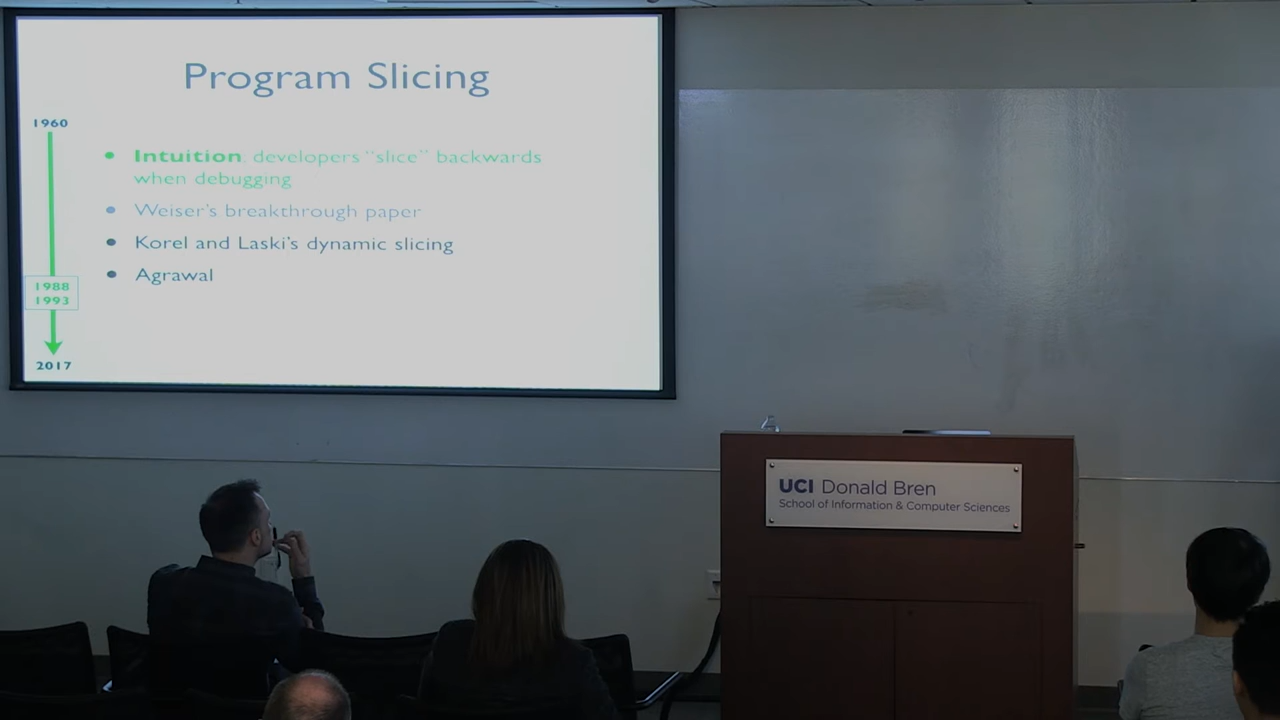 Program Slicing
1960
• Intuition developers “slice” backwards
when debugging
• Weiser's breakthrough paper
• Korel and Laski's dynamic slicing
• Agrawal
1988
1993
2017
UCI Donald Bren
School of Information & Computer Sciences